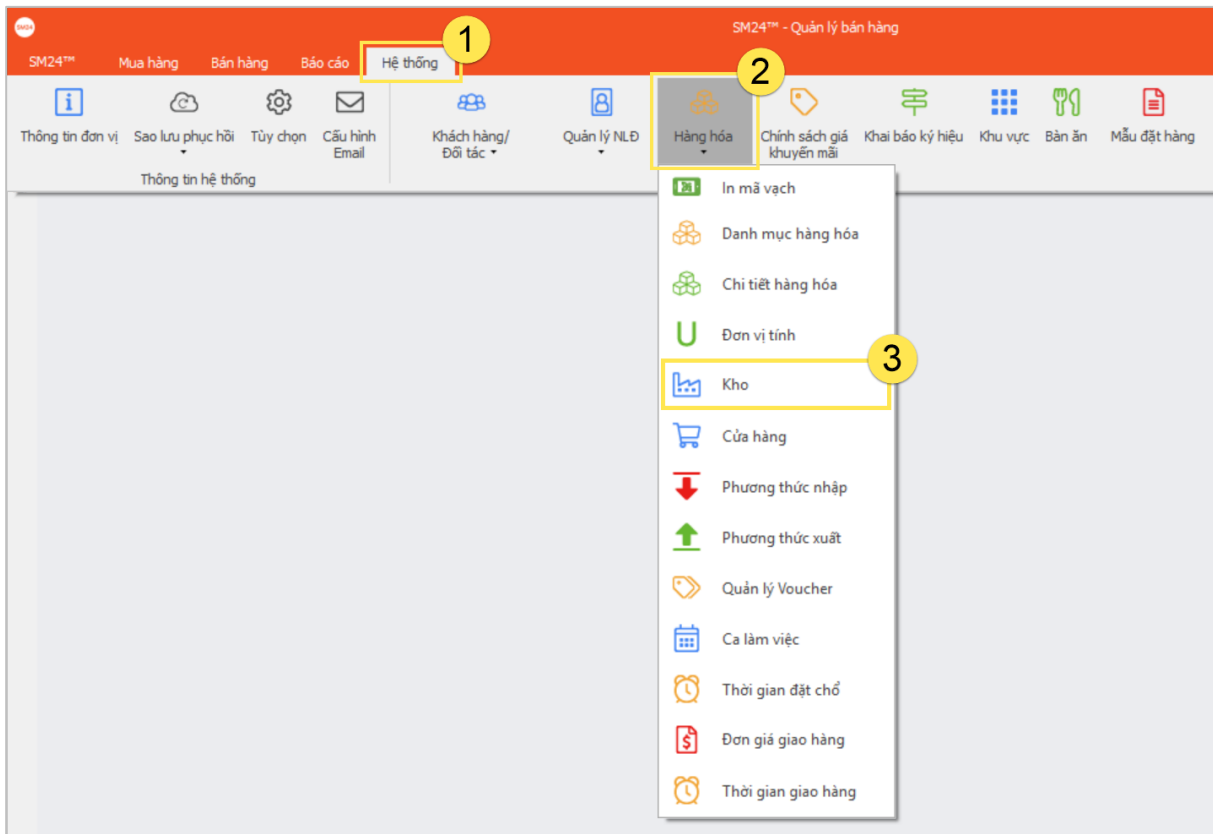 SM24
SM24™ - Quản lý bán hàng
1
SM24™ Mua hàng Bán hàng Báo cáo Hệ thống
2
Thông tin đơn vị Sao lưu phục hồi Tùy chọn Cấu hình Email Khách hàng/ Đối tác Quản lý NLĐ Hàng hóa Chính sách giá khuyến mãi Khai báo ký hiệu Khu vực Bàn ăn Mẫu đặt hàng
Thông tin hệ thống
In mã vạch
Danh mục hàng hóa
Chi tiết hàng hóa
Đơn vị tính
3
Kho
Cửa hàng
Phương thức nhập
Phương thức xuất
Quản lý Voucher
Ca làm việc
Thời gian đặt chổ
Đơn giá giao hàng
Thời gian giao hàng